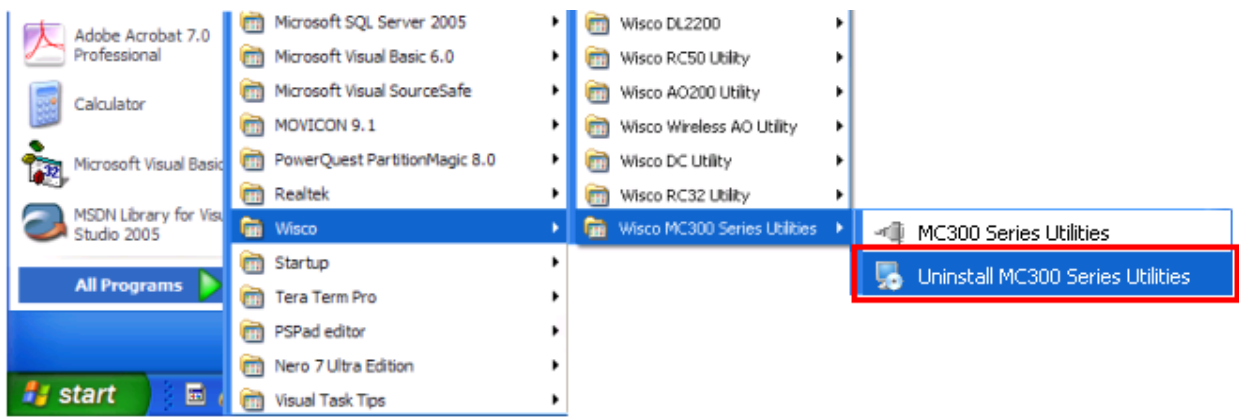 Adobe Acrobat 7.0
Professional
Calculator
Microsoft Visual Basic
MSDN Library for Visu
Studio 2005
All Programs
start
Microsoft SQL Server 2005
Microsoft Visual Basic 6.0
Microsoft Visual SourceSafe
MOVICON 9.1
PowerQuest PartitionMagic 8.0
Realtek
Wisco
Startup
Tera Term Pro
PSPad editor
Nero 7 Ultra Edition
Visual Task Tips
Wisco DL2200
Wisco RC50 Utility
Wisco AO200 Utility
Wisco Wireless AO Utility
Wisco DC Utility
Wisco RC32 Utility
Wisco MC300 Series Utilities
MC300 Series Utilities
Uninstall MC300 Series Utilities